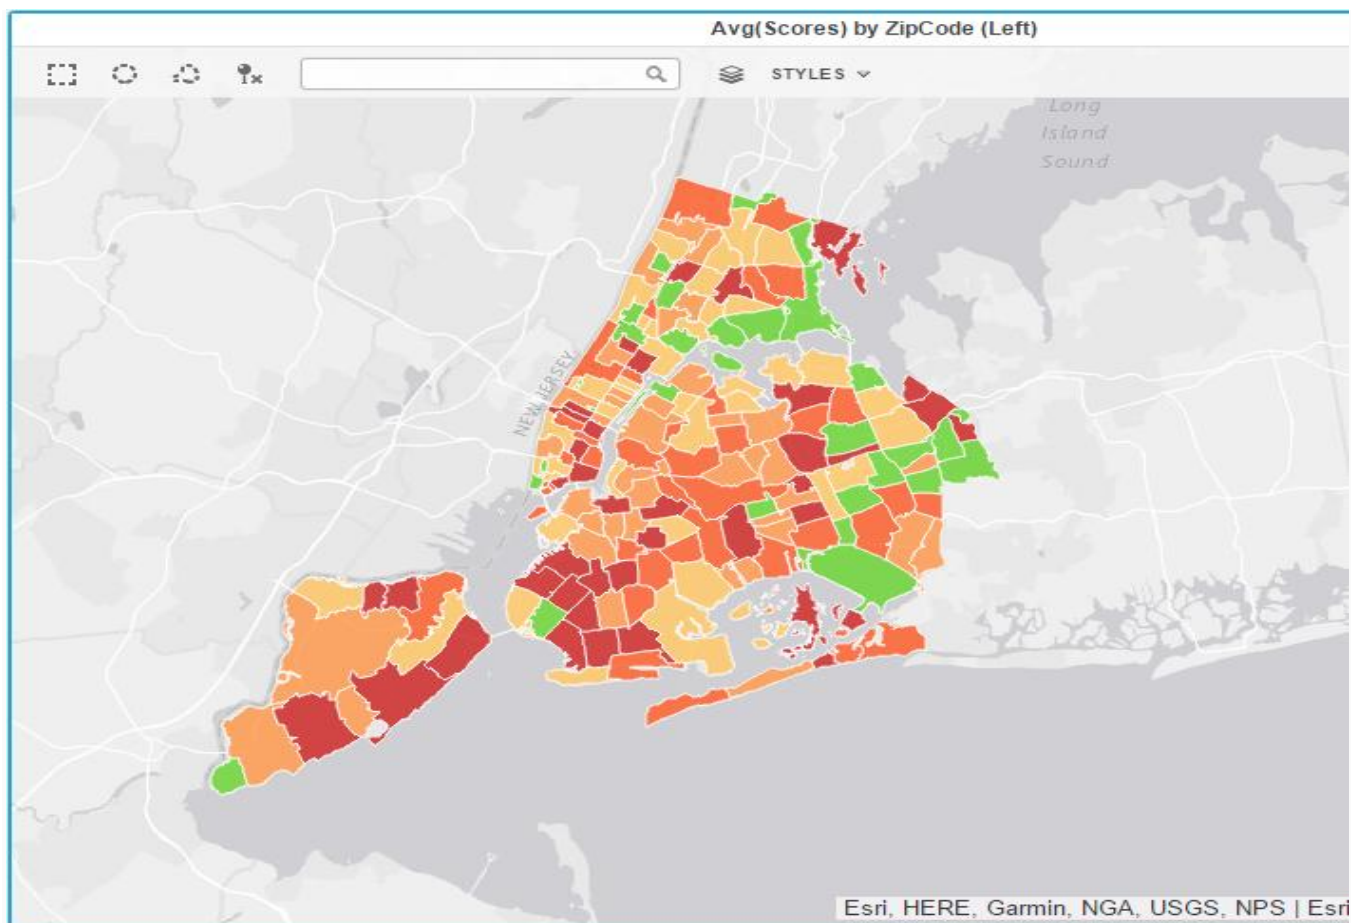 Avg(Scores) by ZipCode (Left)
STYLES
Long
Island
Sound
NEW JERSEY
Esri, HERE, Garmin, NGA, USGS, NPS | Esri